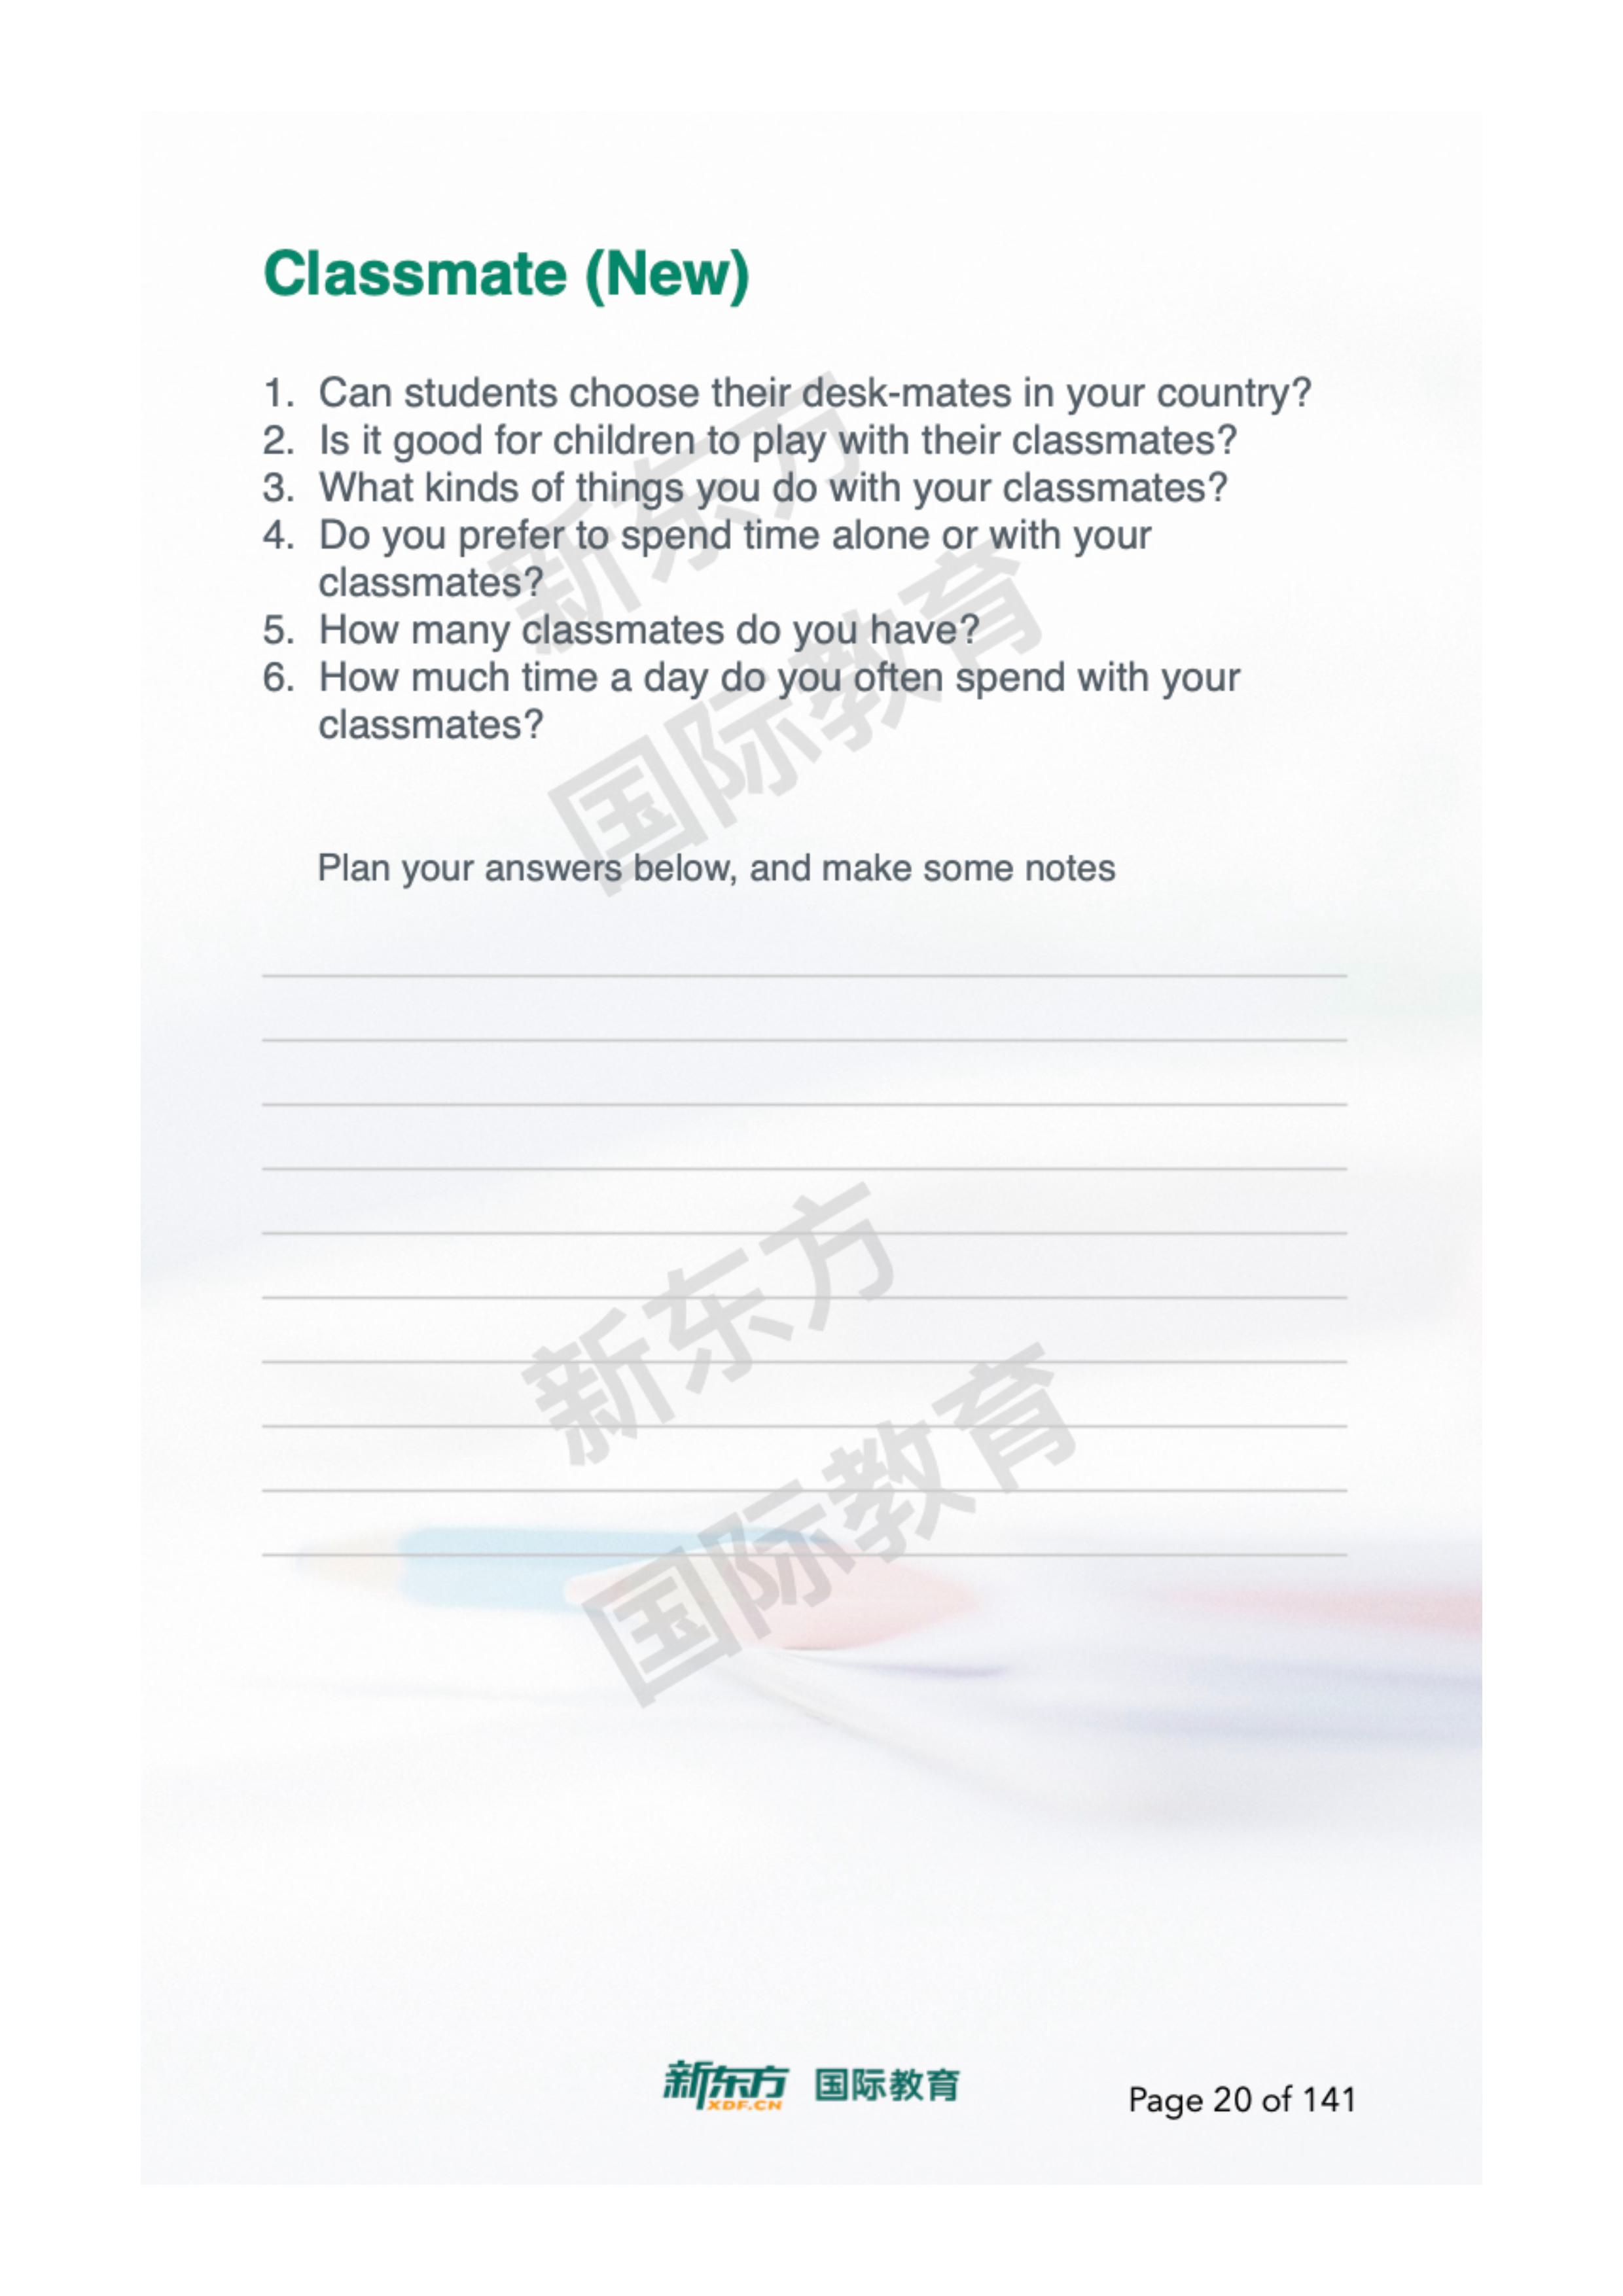 Classmate (New)
1. Can students choose their desk-mates in your country?
2. Is it good for children to play with their classmates?
3. What kinds of things you do with your classmates?
4. Do you prefer to spend time alone or with your
classmates?
5. How many classmates do you have?
6. How much time a day do you often spend with your
classmates?
新东方
国际教育
Plan your answers below, and make some notes
新东方
国际教育
新东方 国际教育
XDF.CN
Page 20 of 141